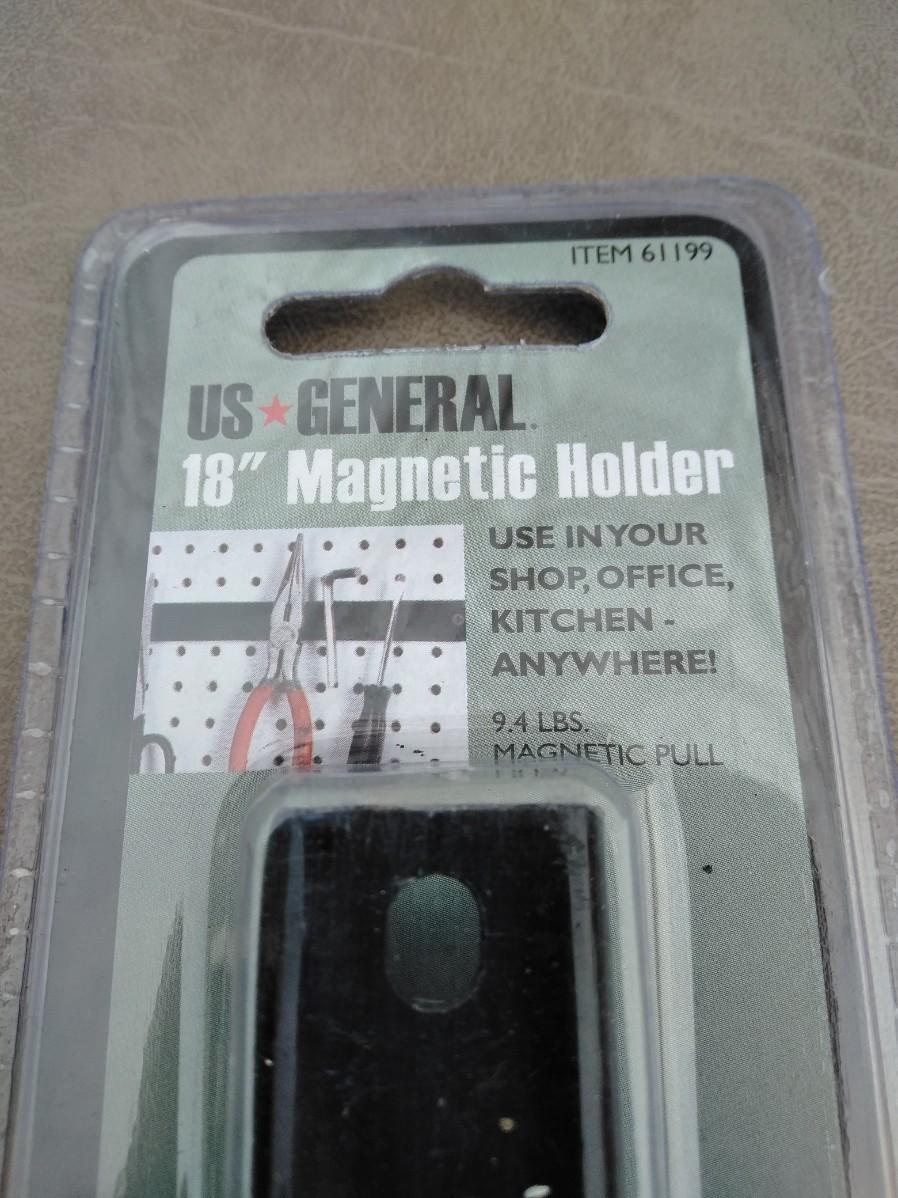 ITEM 61199
US★GENERAL.
18" Magnetic Holder
USE IN YOUR
SHOP, OFFICE,
KITCHEN -
ANYWHERE!
9.4 LBS.
MAGNETIC PULL